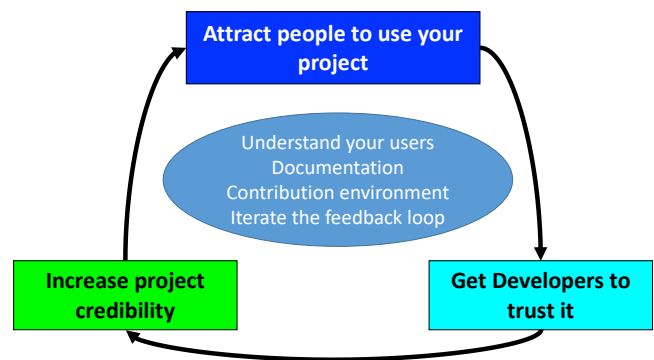 Attract people to use your
project
Understand your users
Documentation
Contribution environment
Iterate the feedback loop
Increase project
credibility
Get Developers to
trust it